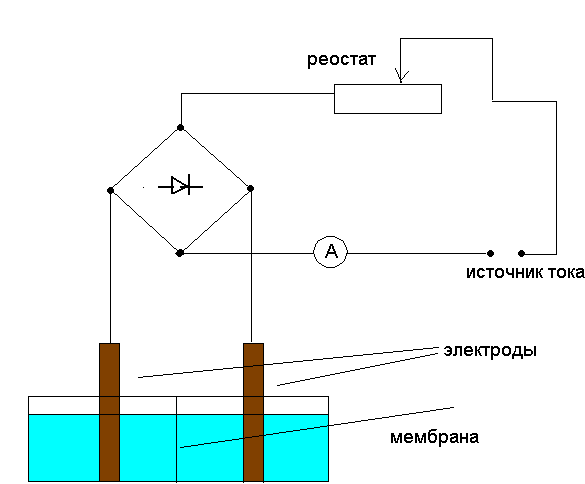 реостат
А
источник тока
электроды
мембрана